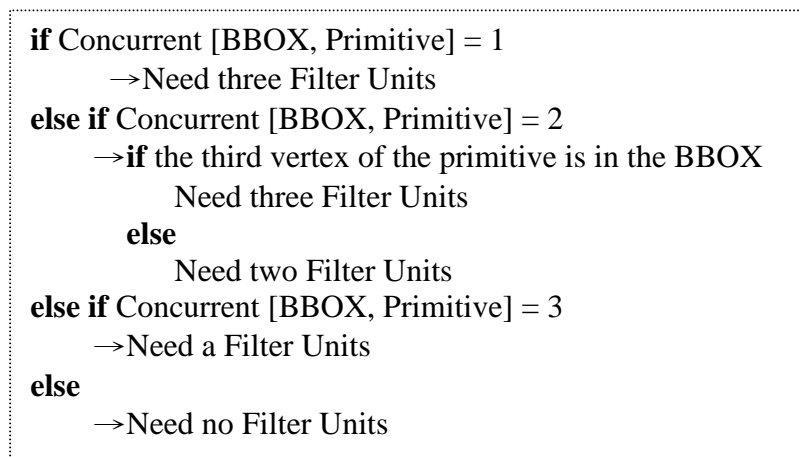 if Concurrent [BBOX, Primitive] = 1
→Need three Filter Units
else if Concurrent [BBOX, Primitive] = 2
→if the third vertex of the primitive is in the BBOX
Need three Filter Units
else
Need two Filter Units
else if Concurrent [BBOX, Primitive] = 3
→Need a Filter Units
else
→Need no Filter Units